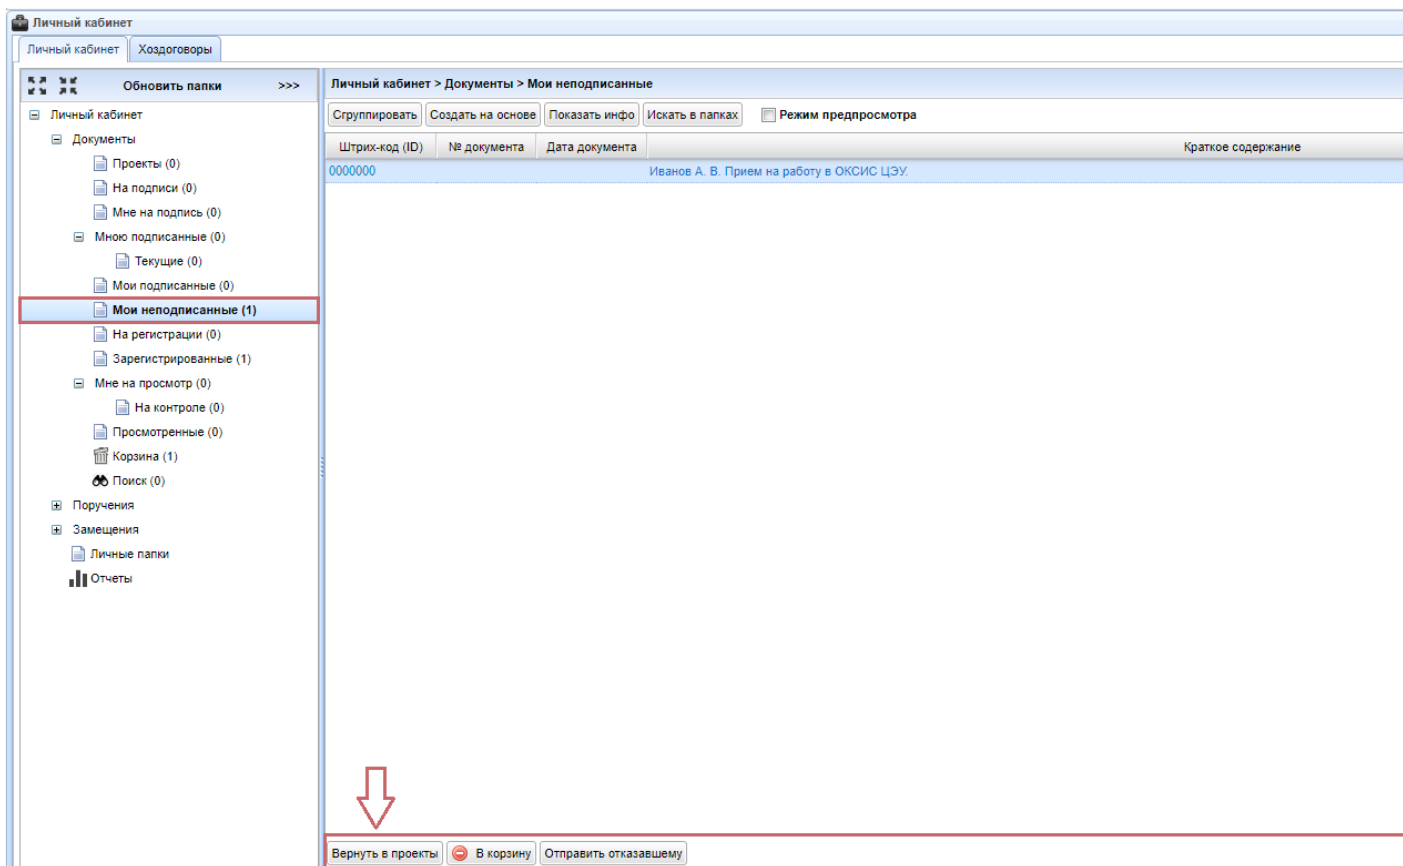 Личный кабинет
Личный кабинет Хоздоговоры
Обновить папки >>>
Личный кабинет
Документы
Проекты (0)
На подписи (0)
Мне на подпись (0)
Мною подписанные (0)
Текущие (0)
Мои подписанные (0)
Мои неподписанные (1)
На регистрации (0)
Зарегистрированные (1)
Мне на просмотр (0)
На контроле (0)
Просмотренные (0)
Корзина (1)
Поиск (0)
Поручения
Замещения
Личные папки
Отчеты
Личный кабинет > Документы > Мои неподписанные
Сгруппировать Создать на основе Показать инфо Искать в папках Режим предпросмотра
Штрих-код (ID) № документа Дата документа Краткое содержание
0000000 Иванов А. В. Прием на работу в ОКСИС ЦЭУ.
Вернуть в проекты В корзину Отправить отказавшему